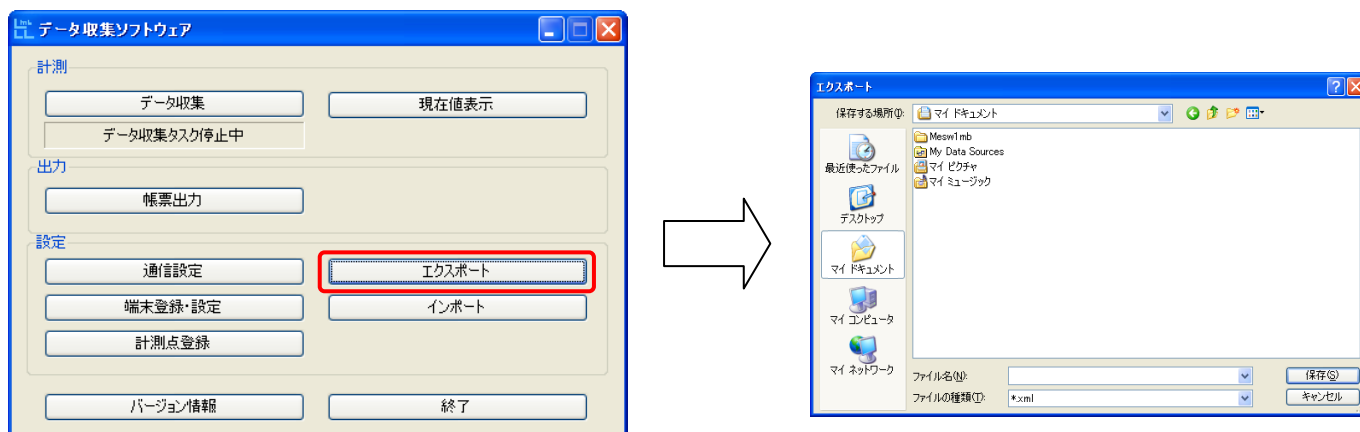 データ収集ソフトウェア
計測
データ収集
現在値表示
データ収集タスク停止中
出力
帳票出力
設定
通信設定
エクスポート
端末登録・設定
インポート
計測点登録
バージョン情報
終了
エクスポート
保存する場所(I):
マイ ドキュメント
最近使ったファイル
デスクトップ
マイ ドキュメント
マイ コンピュータ
マイ ネットワーク
Mesw1mb
My Data Sources
マイ ピクチャ
マイ ミュージック
ファイル名(N):
保存(S)
ファイルの種類(T):
*.xml
キャンセル